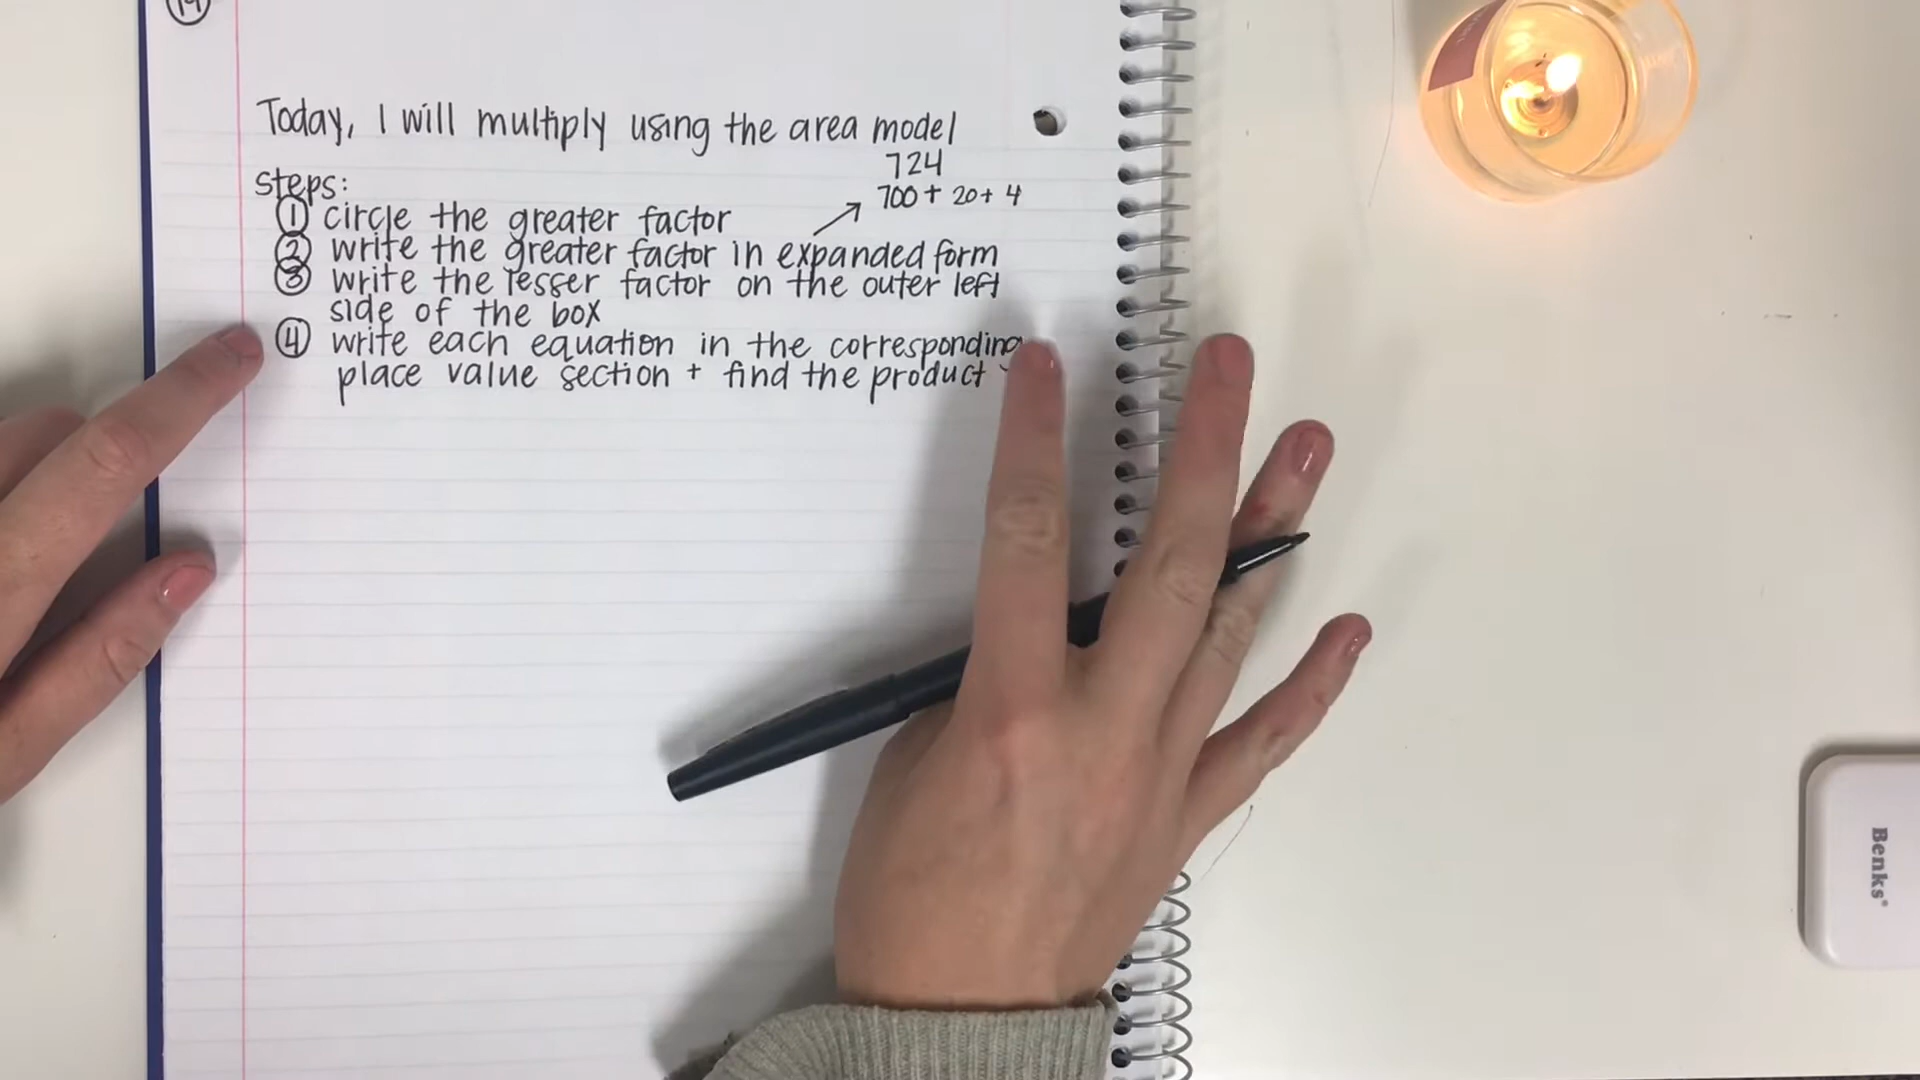 Today, I will multiply using the area model
724
700 + 20 + 4
steps:
① circle the greater factor
② write the greater factor in expanded form
③ write the lesser factor on the outer left
side of the box
④ write each equation in the corresponding
place value section + find the product
Benks®